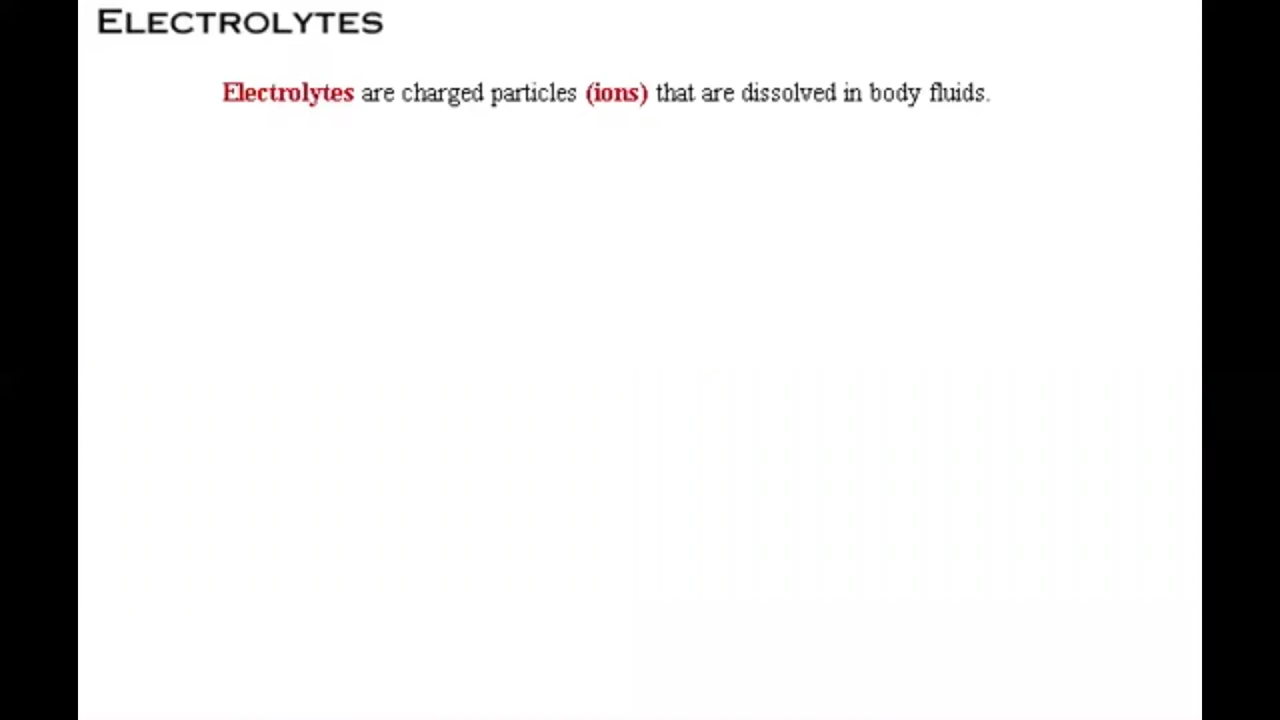 ELECTROLYTES
Electrolytes are charged particles (ions) that are dissolved in body fluids.